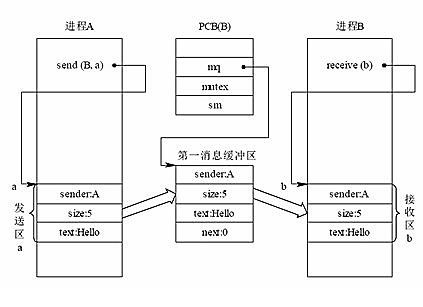 进程A
PCB(B)
进程B
send (B, a)
mq
mutex
sm
receive (b)
第一消息缓冲区
a
sender:A
size:5
text:Hello
发送区a
sender:A
size:5
text:Hello
next:0
b
sender:A
size:5
text:Hello
接收区b